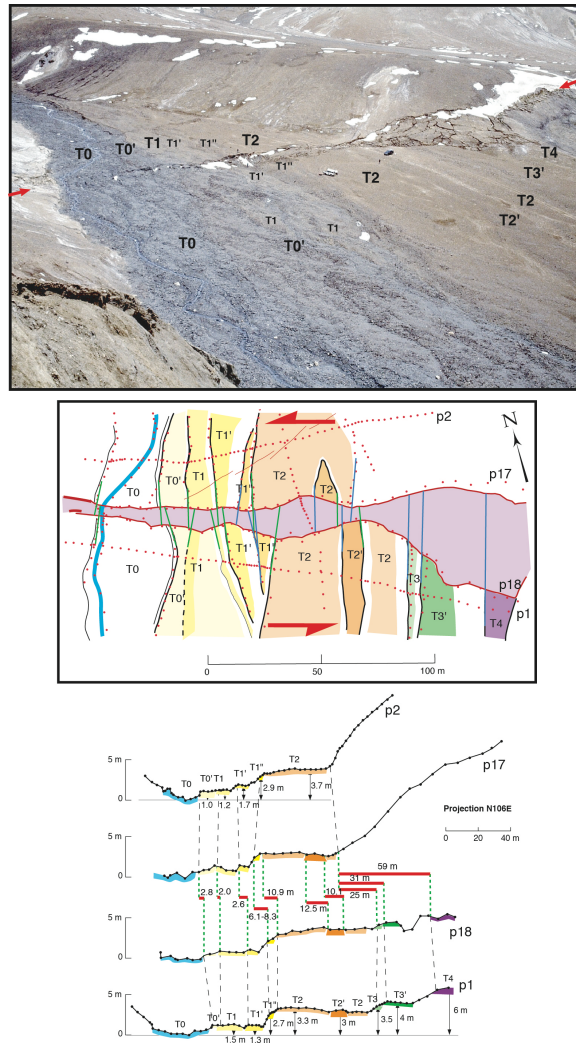 T0 T0' T1 T1' T1" T2 T4
T1' T1" T2 T3'
T2
T1 T1 T2'
T0 T0'
p2
N
T1' T2
T0' T1 T1' T2 p17
T0
T0 T1' T1" T2 T2' T2 T3
T1 p18
T0' T3' T4 p1
0 50 100 m
p2
5 m T1" T2 p17
T0 T0' T1 T1'
0 1.0 1.2 1.7 m 2.9 m 3.7 m
Projection N106E
5 m 0 20 40 m
0
59 m
31 m
2.8 2.0 10.9 m 10.1 25 m
2.6 12.5 m
6.1-8.3
5 m p18
0
p1
T4
5 m T1" T2 T2' T2 T3 T3'
T0 T0' T1 T1' 2.7 m 3.3 m 3 m 3.5 4 m 6 m
0 1.5 m 1.3 m